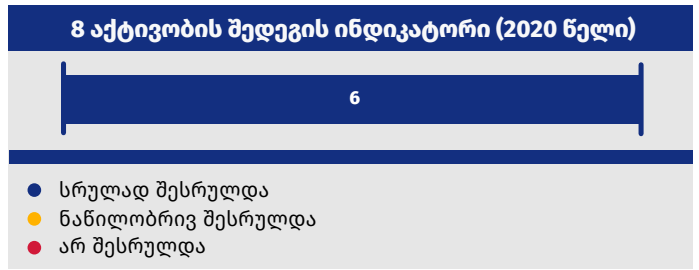 8 აქტივობის შედეგის ინდიკატორი (2020 წელი)
6
სრულად შესრულდა
ნაწილობრივ შესრულდა
არ შესრულდა